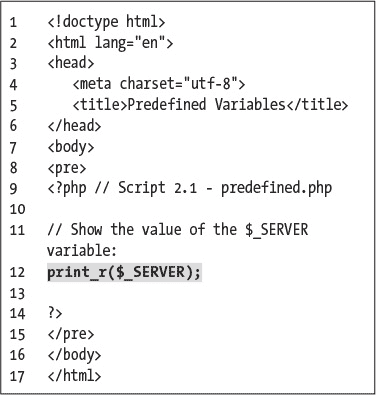 1 <!doctype html>
2 <html lang="en">
3 <head>
4 <meta charset="utf-8">
5 <title>Predefined Variables</title>
6 </head>
7 <body>
8 <pre>
9 <?php // Script 2.1 - predefined.php
10
11 // Show the value of the $_SERVER
variable:
12 print_r($_SERVER);
13
14 ?>
15 </pre>
16 </body>
17 </html>